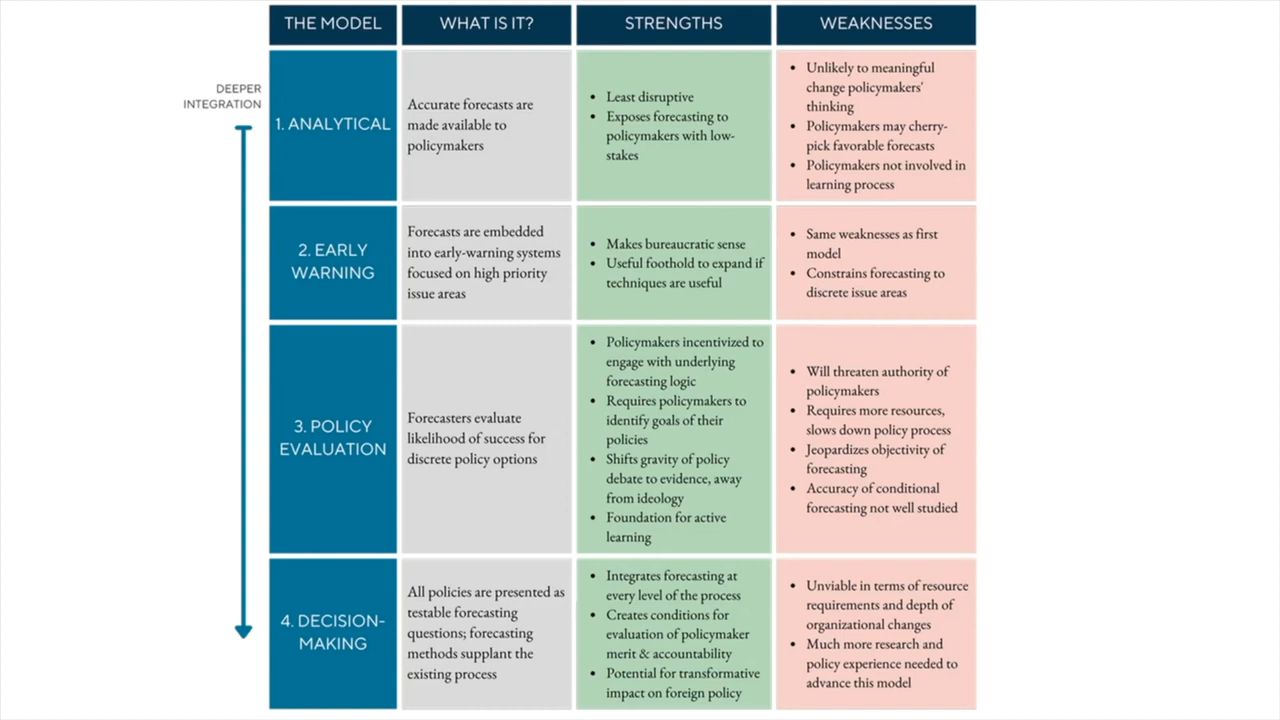 THE MODEL
WHAT IS IT?
STRENGTHS
WEAKNESSES
DEEPER
INTEGRATION
1. ANALYTICAL
Accurate forecasts are
made available to
policymakers
• Least disruptive
• Exposes forecasting to
policymakers with low-
stakes
• Unlikely to meaningful
change policymakers'
thinking
• Policymakers may cherry-
pick favorable forecasts
• Policymakers not involved in
learning process
2. EARLY
WARNING
Forecasts are embedded
into early-warning systems
focused on high priority
issue areas
• Makes bureaucratic sense
• Useful foothold to expand if
techniques are useful
• Same weaknesses as first
model
• Constrains forecasting to
discrete issue areas
3. POLICY
EVALUATION
Forecasters evaluate
likelihood of success for
discrete policy options
• Policymakers incentivized to
engage with underlying
forecasting logic
• Requires policymakers to
identify goals of their
policies
• Shifts gravity of policy
debate to evidence, away
from ideology
• Foundation for active
learning
• Will threaten authority of
policymakers
• Requires more resources,
slows down policy process
• Jeopardizes objectivity of
forecasting
• Accuracy of conditional
forecasting not well studied
4. DECISION-
MAKING
All policies are presented as
testable forecasting
questions; forecasting
methods supplant the
existing process
• Integrates forecasting at
every level of the process
• Creates conditions for
evaluation of policymaker
merit & accountability
• Potential for transformative
impact on foreign policy
• Unviable in terms of resource
requirements and depth of
organizational changes
• Much more research and
policy experience needed to
advance this model